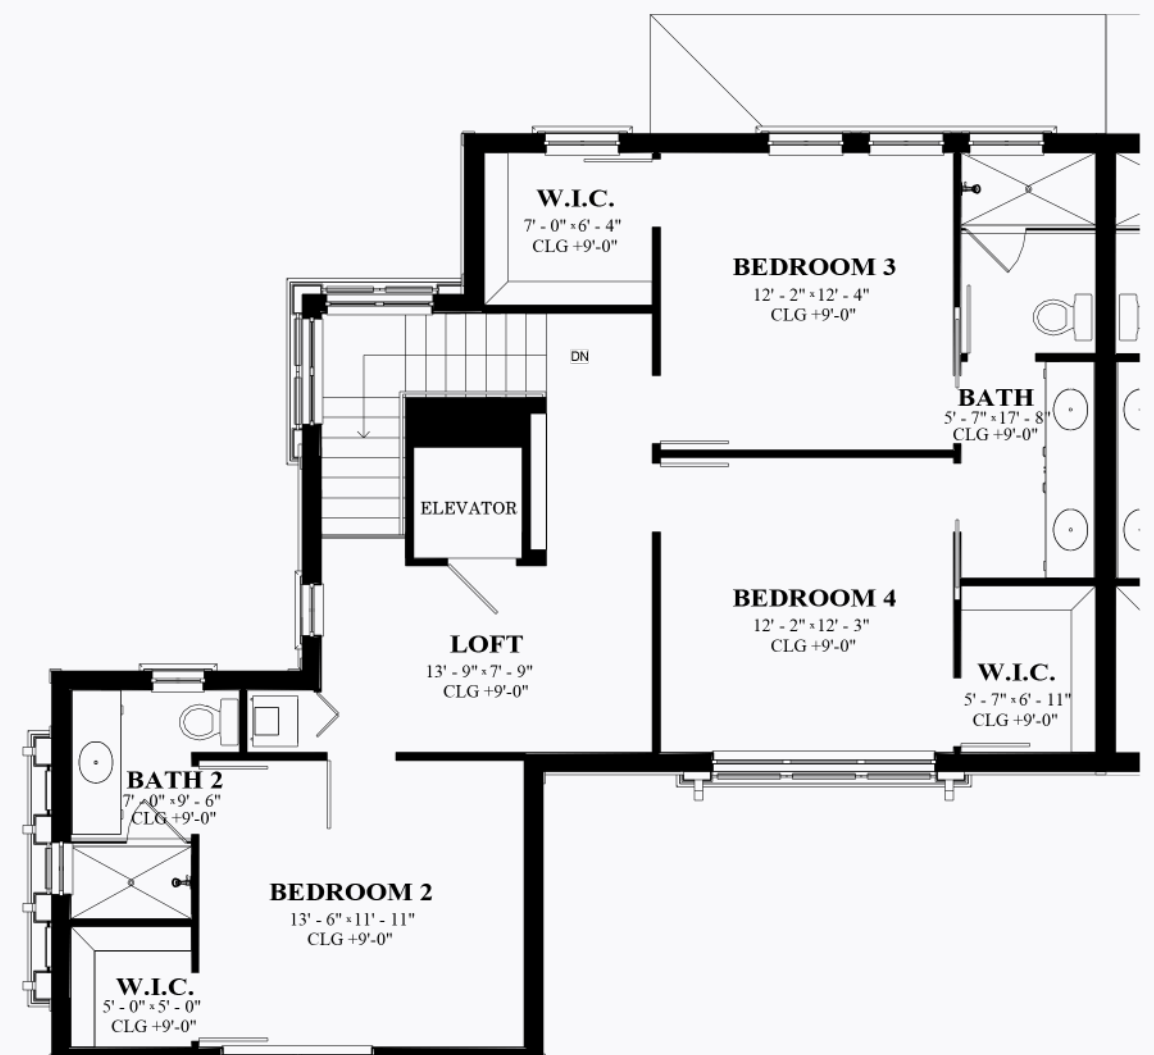 W.I.C.
7' - 0" x 6' - 4"
CLG +9'-0"
BEDROOM 3
12' - 2" x 12' - 4"
CLG +9'-0"
DN
BATH
5' - 7" x 17' - 8"
CLG +9'-0"
ELEVATOR
BEDROOM 4
12' - 2" x 12' - 3"
CLG +9'-0"
LOFT
13' - 9" x 7' - 9"
CLG +9'-0"
W.I.C.
5' - 7" x 6' - 11"
CLG +9'-0"
BATH 2
7' - 0" x 9' - 6"
CLG +9'-0"
BEDROOM 2
13' - 6" x 11' - 11"
CLG +9'-0"
W.I.C.
5' - 0" x 5' - 0"
CLG +9'-0"